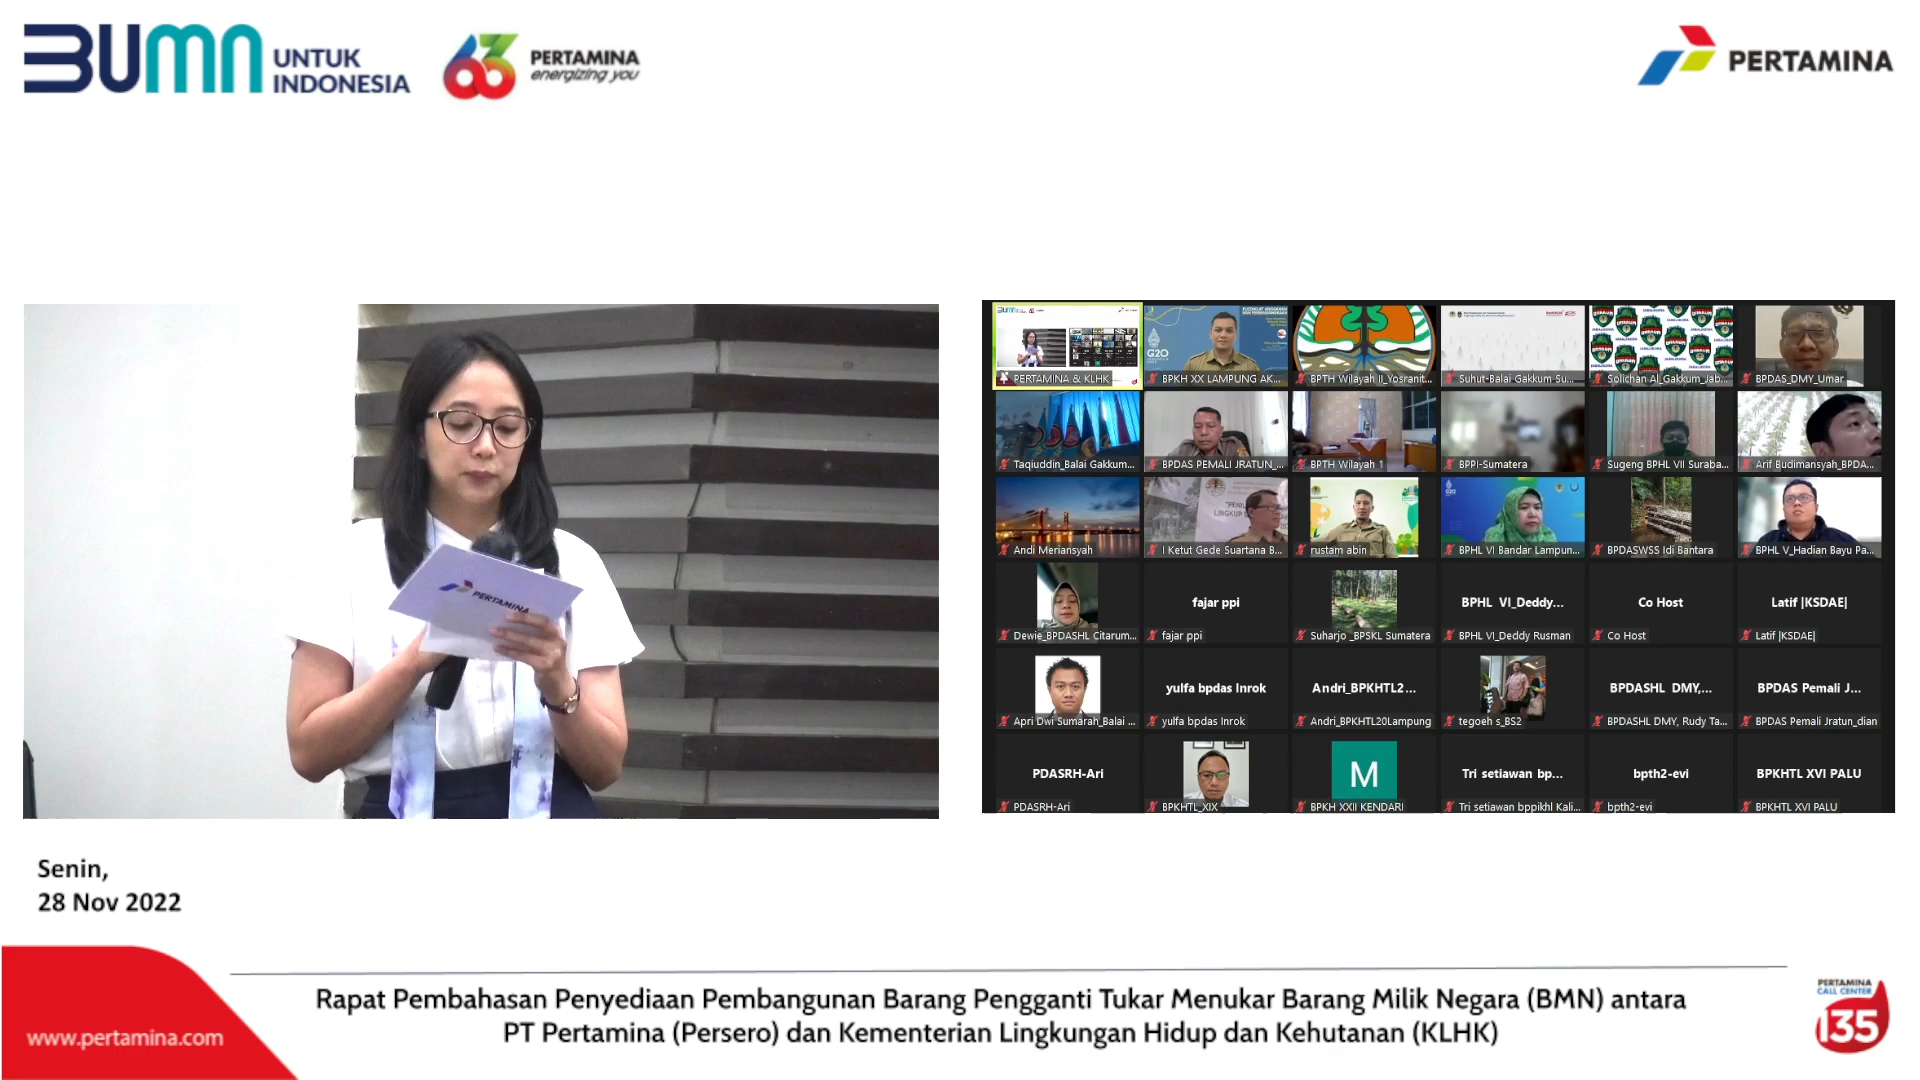 BUMN UNTUK
INDONESIA
63 PERTAMINA
energizing you
PERTAMINA
PERTAMINA
PERTAMINA & KLHK
G20
BPKH XX LAMPUNG AK...
BPTH Wilayah II_Yosranit...
Suhut-Balai Gakkum Su...
Solichan Al_Gakkum_Jab...
BPDAS_DMY_Umar
Taqiuddin_Balai Gakkum...
BPDAS PEMALI JRATUN_...
BPTH Wilayah 1
BPPI-Sumatera
Sugeng BPHL VII Suraba...
Arif Budimansyah_BPDA...
Andi Meriansyah
I Ketut Gede Suartana B...
rustam abin
BPHL VI Bandar Lampun...
BPDASWSS Idi Bantara
BPHL V_Hadian Bayu Pa...
fajar ppi
BPHL VI_Deddy...
Co Host
Latif |KSDAE|
Dewie_BPDASHL Citarum...
fajar ppi
Suharjo _BPSKL Sumatera
BPHL VI_Deddy Rusman
Co Host
Latif |KSDAE|
yulfa bpdas lnrok
Andri_BPKHTL2...
BPDASHL DMY,...
BPDAS Pemali J...
Apri Dwi Sumarah_Balai ...
yulfa bpdas lnrok
Andri_BPKHTL20Lampung
tegoeh s_BS2
BPDASHL DMY, Rudy Ta...
BPDAS Pemali Jratun_dian
PDASRH-Ari
M
Tri setiawan bp...
bpth2-evi
BPKHTL XVI PALU
PDASRH-Ari
BPKHTL_XIX
BPKH XXII KENDARI
Tri setiawan bppikhl Kali...
bpth2-evi
BPKHTL XVI PALU
Senin,
28 Nov 2022
www.pertamina.com
Rapat Pembahasan Penyediaan Pembangunan Barang Pengganti Tukar Menukar Barang Milik Negara (BMN) antara
PT Pertamina (Persero) dan Kementerian Lingkungan Hidup dan Kehutanan (KLHK)
PERTAMINA
CALL CENTER
135